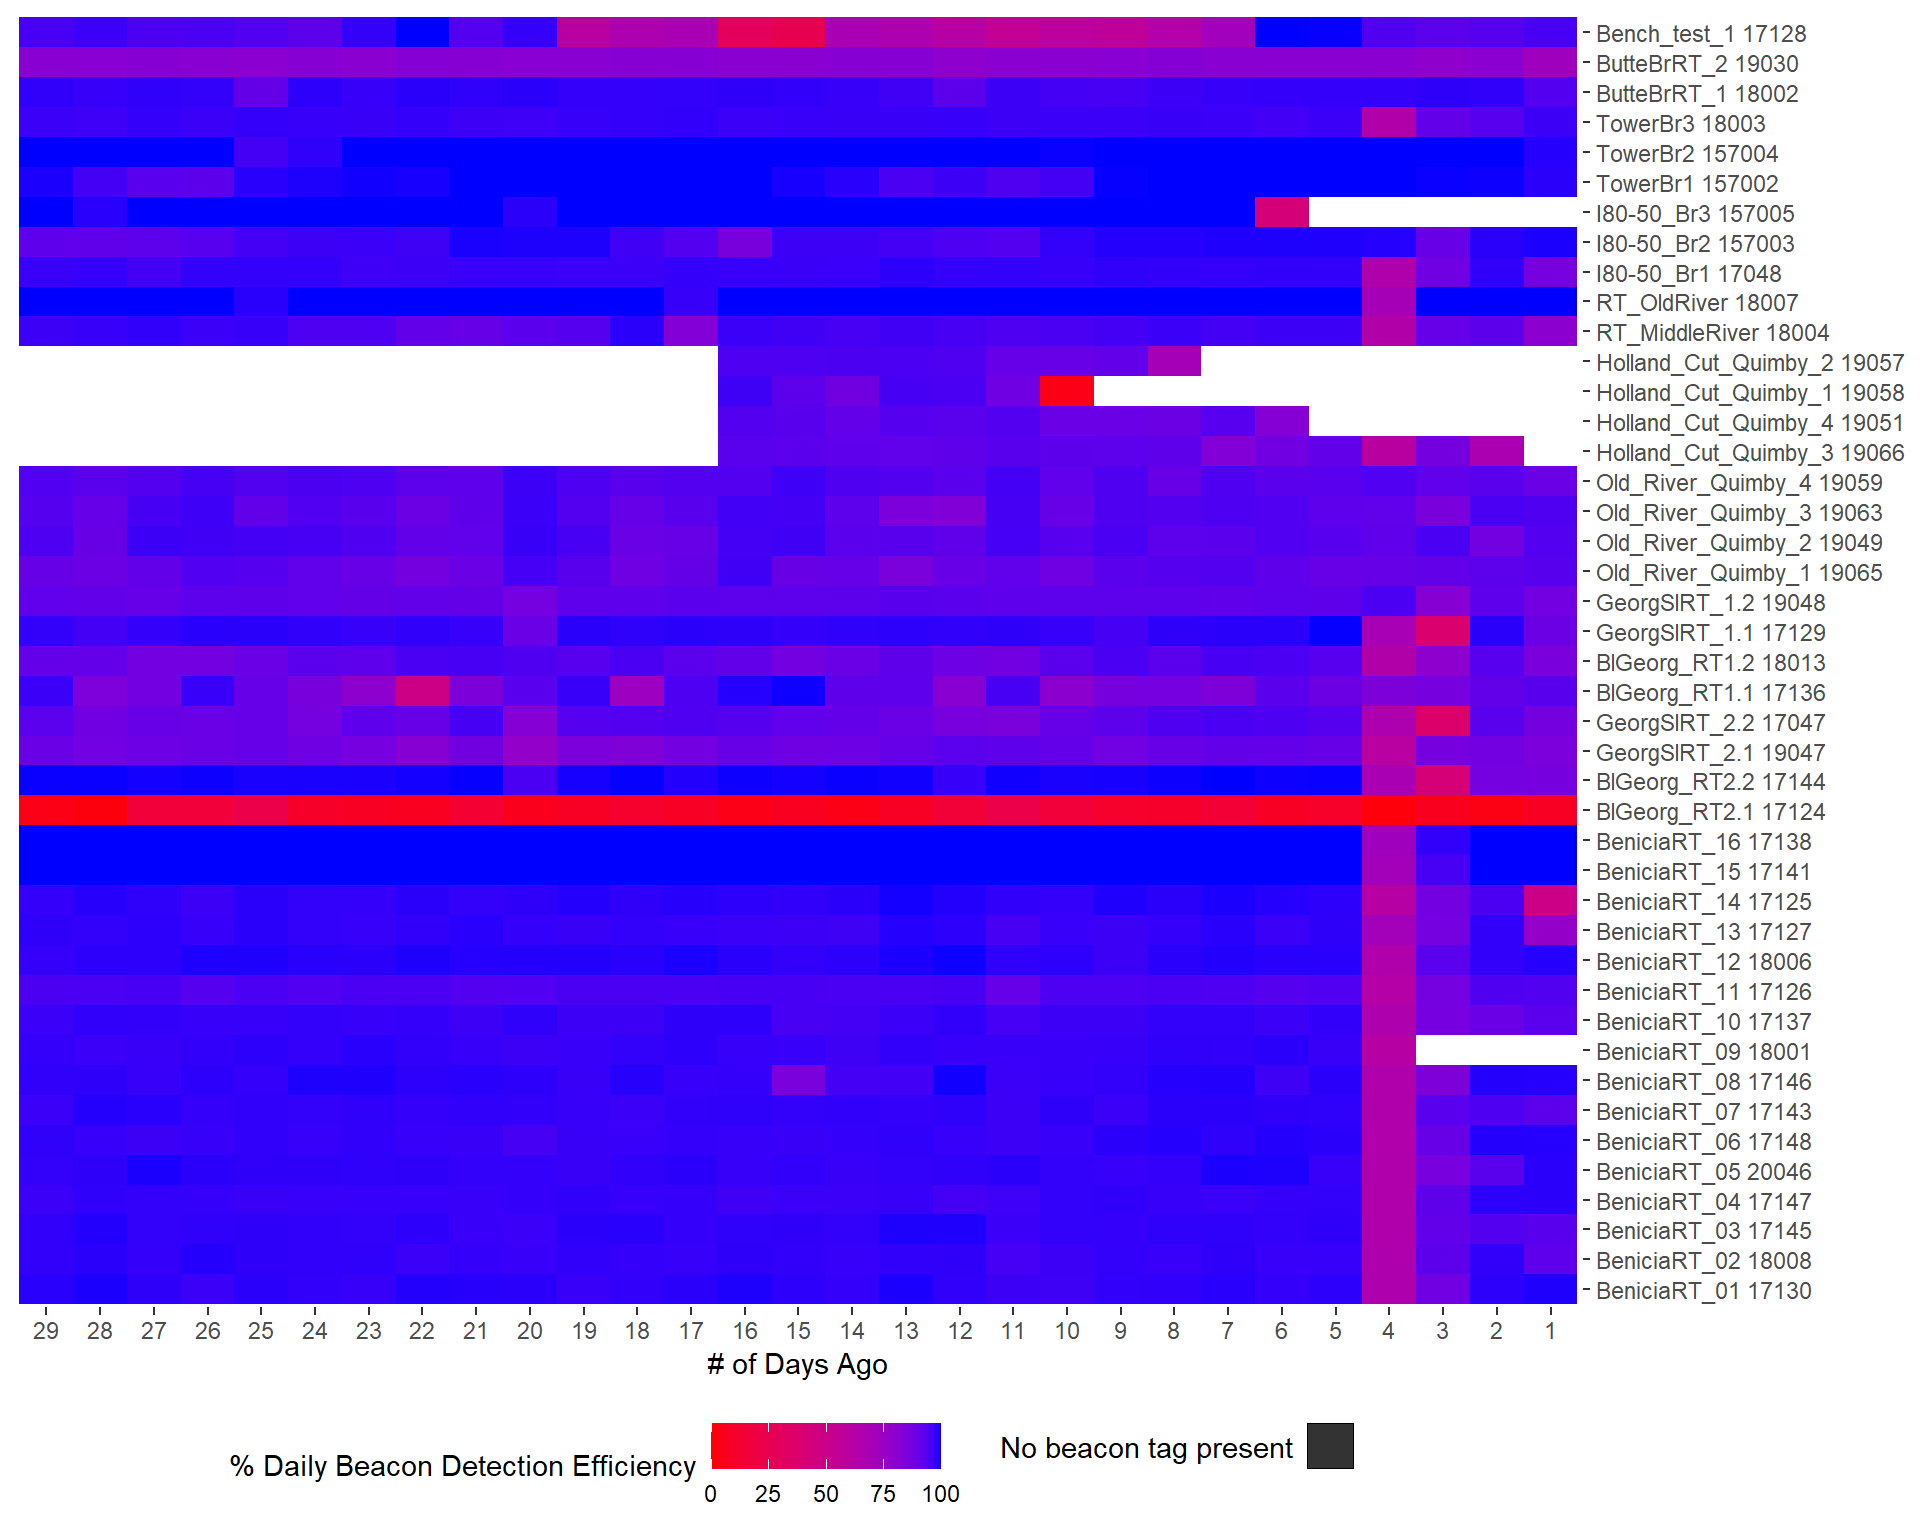 Bench_test_1 17128
ButteBrRT_2 19030
ButteBrRT_1 18002
TowerBr3 18003
TowerBr2 157004
TowerBr1 157002
I80-50_Br3 157005
I80-50_Br2 157003
I80-50_Br1 17048
RT_OldRiver 18007
RT_MiddleRiver 18004
Holland_Cut_Quimby_2 19057
Holland_Cut_Quimby_1 19058
Holland_Cut_Quimby_4 19051
Holland_Cut_Quimby_3 19066
Old_River_Quimby_4 19059
Old_River_Quimby_3 19063
Old_River_Quimby_2 19049
Old_River_Quimby_1 19065
GeorgSlRT_1.2 19048
GeorgSlRT_1.1 17129
BlGeorg_RT1.2 18013
BlGeorg_RT1.1 17136
GeorgSlRT_2.2 17047
GeorgSlRT_2.1 19047
BlGeorg_RT2.2 17144
BlGeorg_RT2.1 17124
BeniciaRT_16 17138
BeniciaRT_15 17141
BeniciaRT_14 17125
BeniciaRT_13 17127
BeniciaRT_12 18006
BeniciaRT_11 17126
BeniciaRT_10 17137
BeniciaRT_09 18001
BeniciaRT_08 17146
BeniciaRT_07 17143
BeniciaRT_06 17148
BeniciaRT_05 20046
BeniciaRT_04 17147
BeniciaRT_03 17145
BeniciaRT_02 18008
BeniciaRT_01 17130
29 28 27 26 25 24 23 22 21 20 19 18 17 16 15 14 13 12 11 10 9 8 7 6 5 4 3 2 1
# of Days Ago
% Daily Beacon Detection Efficiency
0 25 50 75 100
No beacon tag present